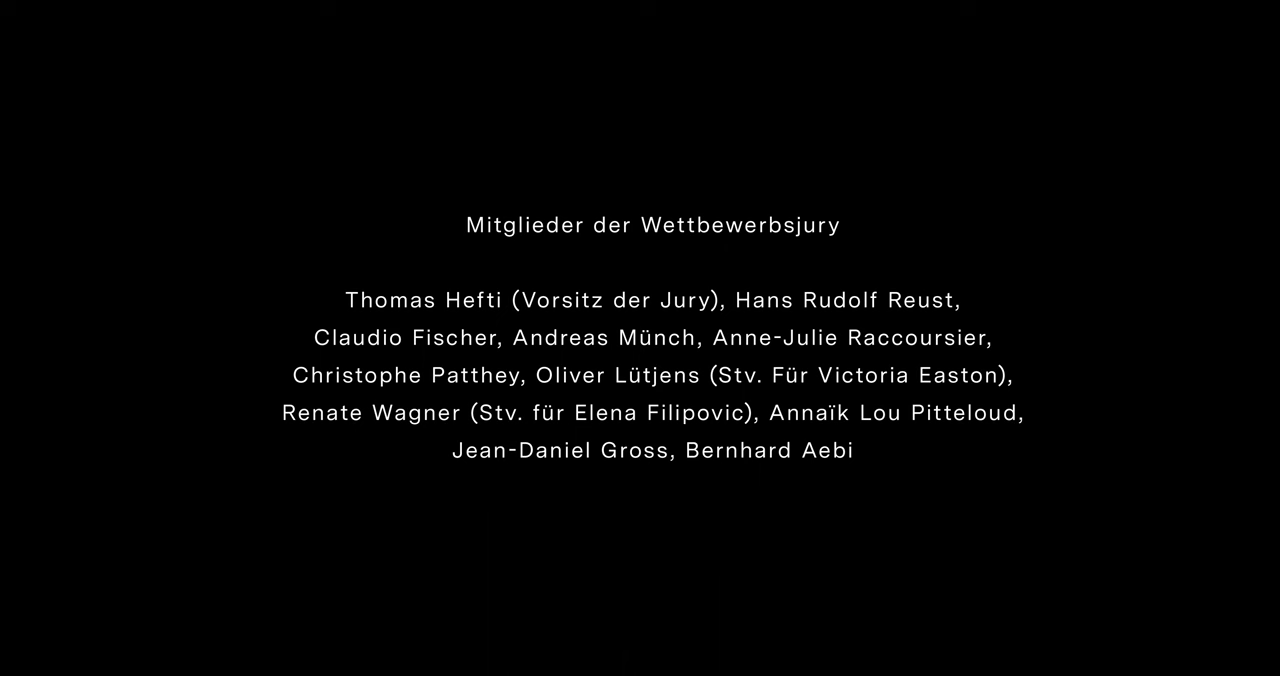 Mitglieder der Wettbewerbsjury
Thomas Hefti (Vorsitz der Jury), Hans Rudolf Reust,
Claudio Fischer, Andreas Münch, Anne-Julie Raccoursier,
Christophe Patthey, Oliver Lütjens (Stv. Für Victoria Easton),
Renate Wagner (Stv. für Elena Filipovic), Annaïk Lou Pitteloud,
Jean-Daniel Gross, Bernhard Aebi